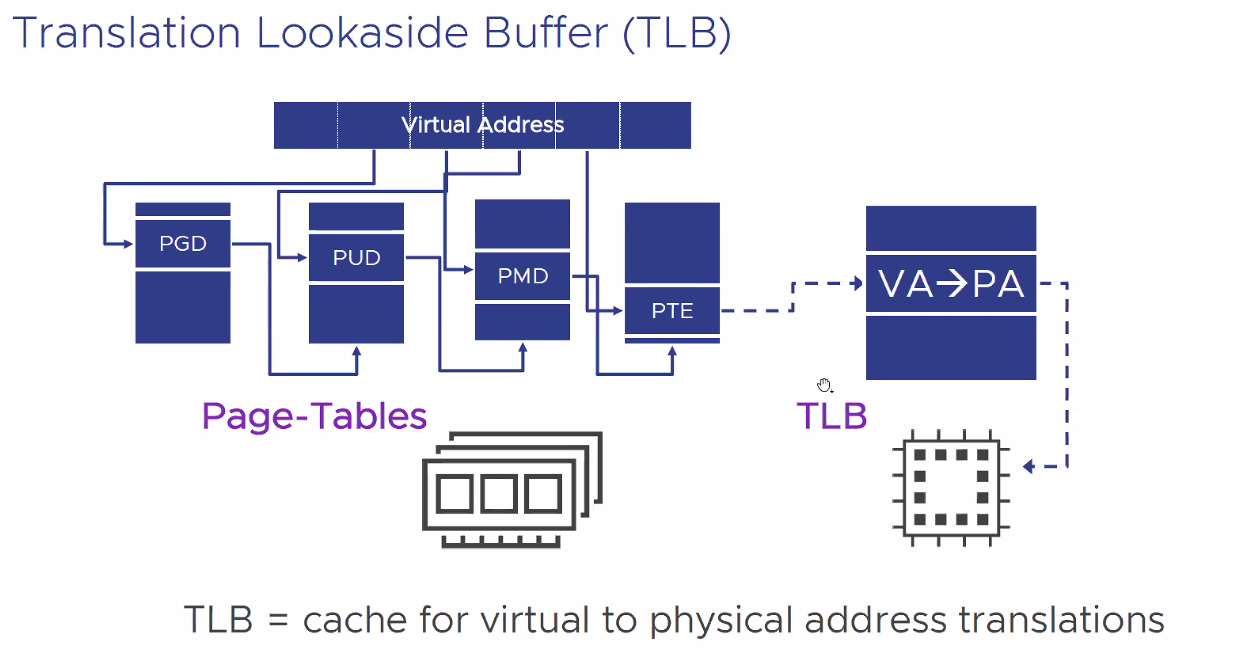 Translation Lookaside Buffer (TLB)
Virtual Address
PGD
PUD
PMD
PTE
VA→PA
Page-Tables
TLB
TLB = cache for virtual to physical address translations